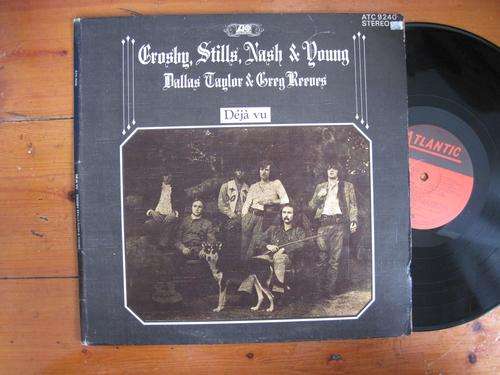 ATC 9240
STEREO
Crosby, Stills, Nash & Young
Dallas Taylor & Greg Reeves
Déjà vu
ATLANTIC